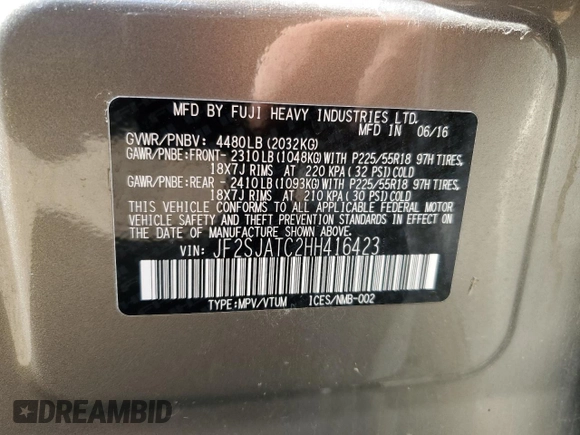 MFD BY FUJI HEAVY INDUSTRIES LTD.
MFD IN 06/16
GVWR/PNBV: 4480LB(2032KG)
GAWR/PNBE:FRONT- 2310LB(1048KG)WITH P225/55R18 97H TIRES,
18X7J RIMS AT 220 KPA(32 PSI)COLD
GAWR/PNBE:REAR - 2410LB(1093KG)WITH P225/55R18 97H TIRES,
18X7J RIMS AT 210 KPA(30 PSI)COLD
THIS VEHICLE CONFORMS TO ALL APPLICABLE FEDERAL MOTOR
VEHICLE SAFETY AND THEFT PREVENTION STANDARDS IN EFFECT ON
THE DATE OF MANUFACTURE SHOWN ABOVE.
VIN: JF2SJATC2HH416423
TYPE:MPV/VTUM ICES/NMB-002
DREAMBID